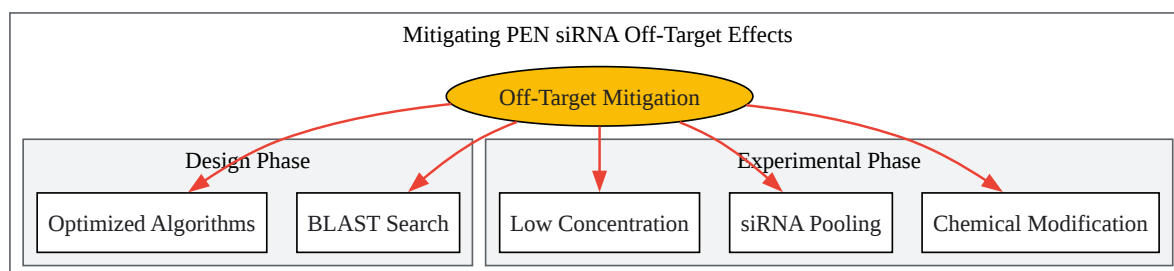 Mitigating PEN siRNA Off-Target Effects
Off-Target Mitigation
Design Phase
Experimental Phase
Optimized Algorithms
BLAST Search
Low Concentration
siRNA Pooling
Chemical Modification